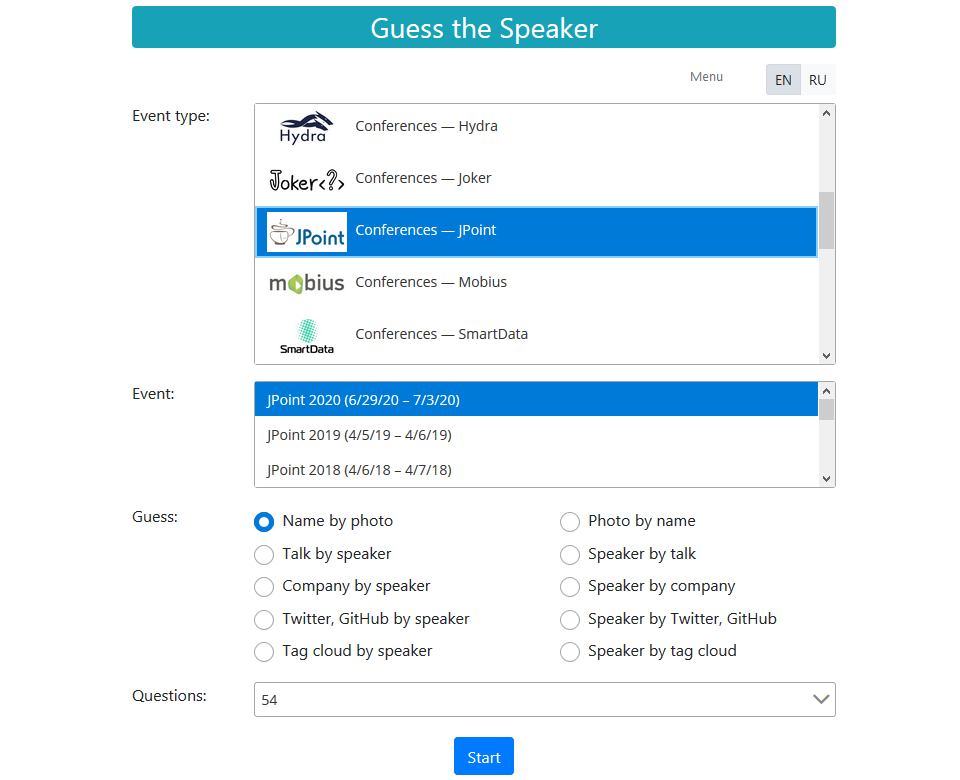 Guess the Speaker
Menu
EN RU
Event type:
Hydra Conferences — Hydra
Joker<?> Conferences — Joker
JPoint Conferences — JPoint
mobius Conferences — Mobius
SmartData Conferences — SmartData
Event:
JPoint 2020 (6/29/20 – 7/3/20)
JPoint 2019 (4/5/19 – 4/6/19)
JPoint 2018 (4/6/18 – 4/7/18)
Guess:
Name by photo Photo by name
Talk by speaker Speaker by talk
Company by speaker Speaker by company
Twitter, GitHub by speaker Speaker by Twitter, GitHub
Tag cloud by speaker Speaker by tag cloud
Questions: 54
Start